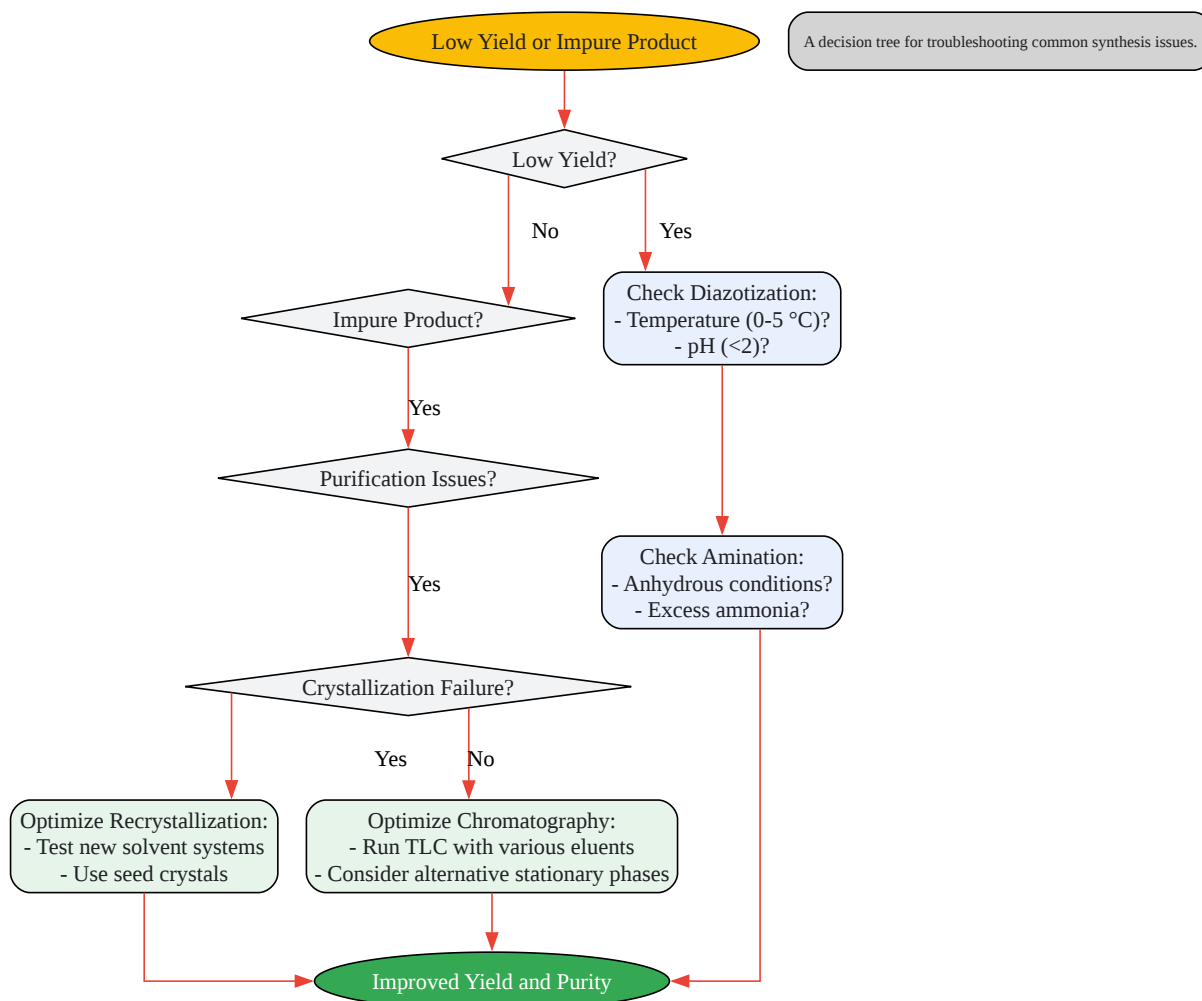 Low Yield or Impure Product
A decision tree for troubleshooting common synthesis issues.
Low Yield?
No
Yes
Check Diazotization:
- Temperature (0-5 °C)?
- pH (<2)?
Impure Product?
Yes
Purification Issues?
Yes
Check Amination:
- Anhydrous conditions?
- Excess ammonia?
Crystallization Failure?
Yes
No
Optimize Recrystallization:
- Test new solvent systems
- Use seed crystals
Optimize Chromatography:
- Run TLC with various eluents
- Consider alternative stationary phases
Improved Yield and Purity